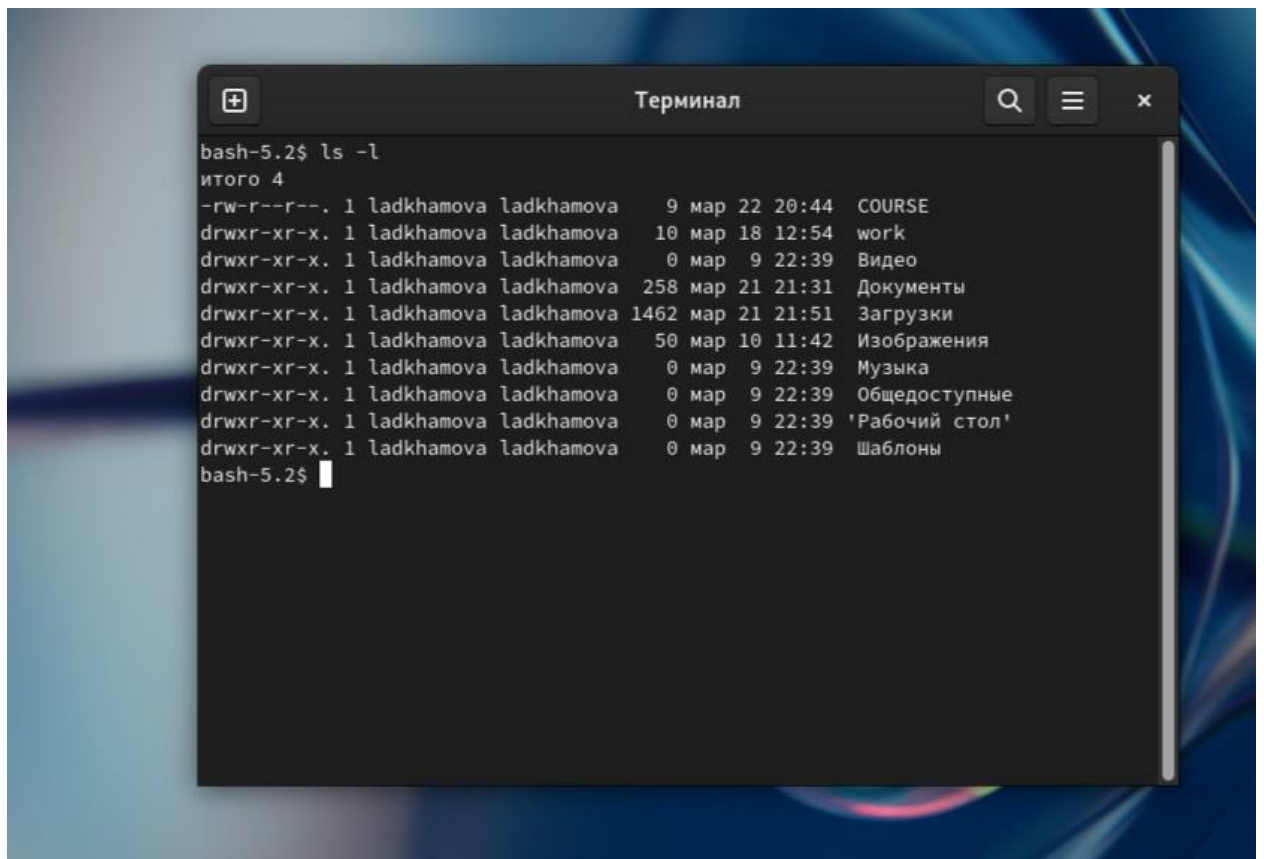 Терминал
bash-5.2$ ls -l
итого 4
-rw-r--r--. 1 ladkhamova ladkhamova    9 мар 22 20:44  COURSE
drwxr-xr-x. 1 ladkhamova ladkhamova   10 мар 18 12:54  work
drwxr-xr-x. 1 ladkhamova ladkhamova    0 мар  9 22:39  Видео
drwxr-xr-x. 1 ladkhamova ladkhamova  258 мар 21 21:31  Документы
drwxr-xr-x. 1 ladkhamova ladkhamova 1462 мар 21 21:51  Загрузки
drwxr-xr-x. 1 ladkhamova ladkhamova   50 мар 10 11:42  Изображения
drwxr-xr-x. 1 ladkhamova ladkhamova    0 мар  9 22:39  Музыка
drwxr-xr-x. 1 ladkhamova ladkhamova    0 мар  9 22:39  Общедоступные
drwxr-xr-x. 1 ladkhamova ladkhamova    0 мар  9 22:39 'Рабочий стол'
drwxr-xr-x. 1 ladkhamova ladkhamova    0 мар  9 22:39  Шаблоны
bash-5.2$